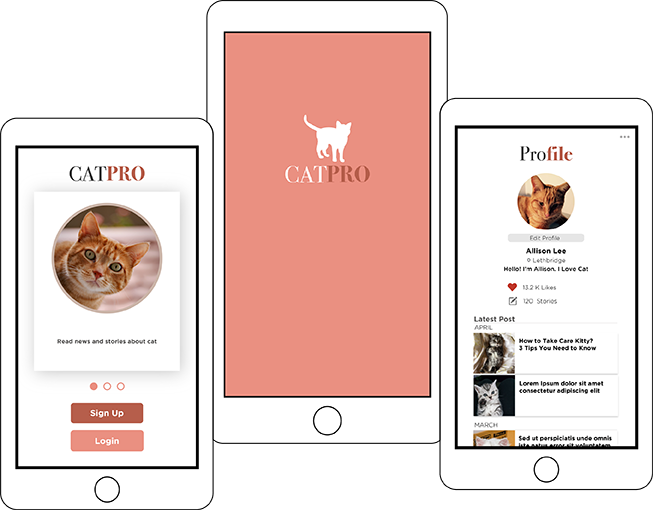 CATPRO
Read news and stories about cat
Sign Up
Login
CATPRO
Profile
Edit Profile
Allison Lee
Lethbridge
Hello! I'm Allison. I Love Cat
13.2 K Likes
120 Stories
Latest Post
APRIL
How to Take Care Kitty?
3 Tips You Need to Know
Lorem Ipsum dolor sit amet
consectetur adipiscing elit
MARCH
Sed ut perspiciatis unde omnis
iste natus error sit voluptatem